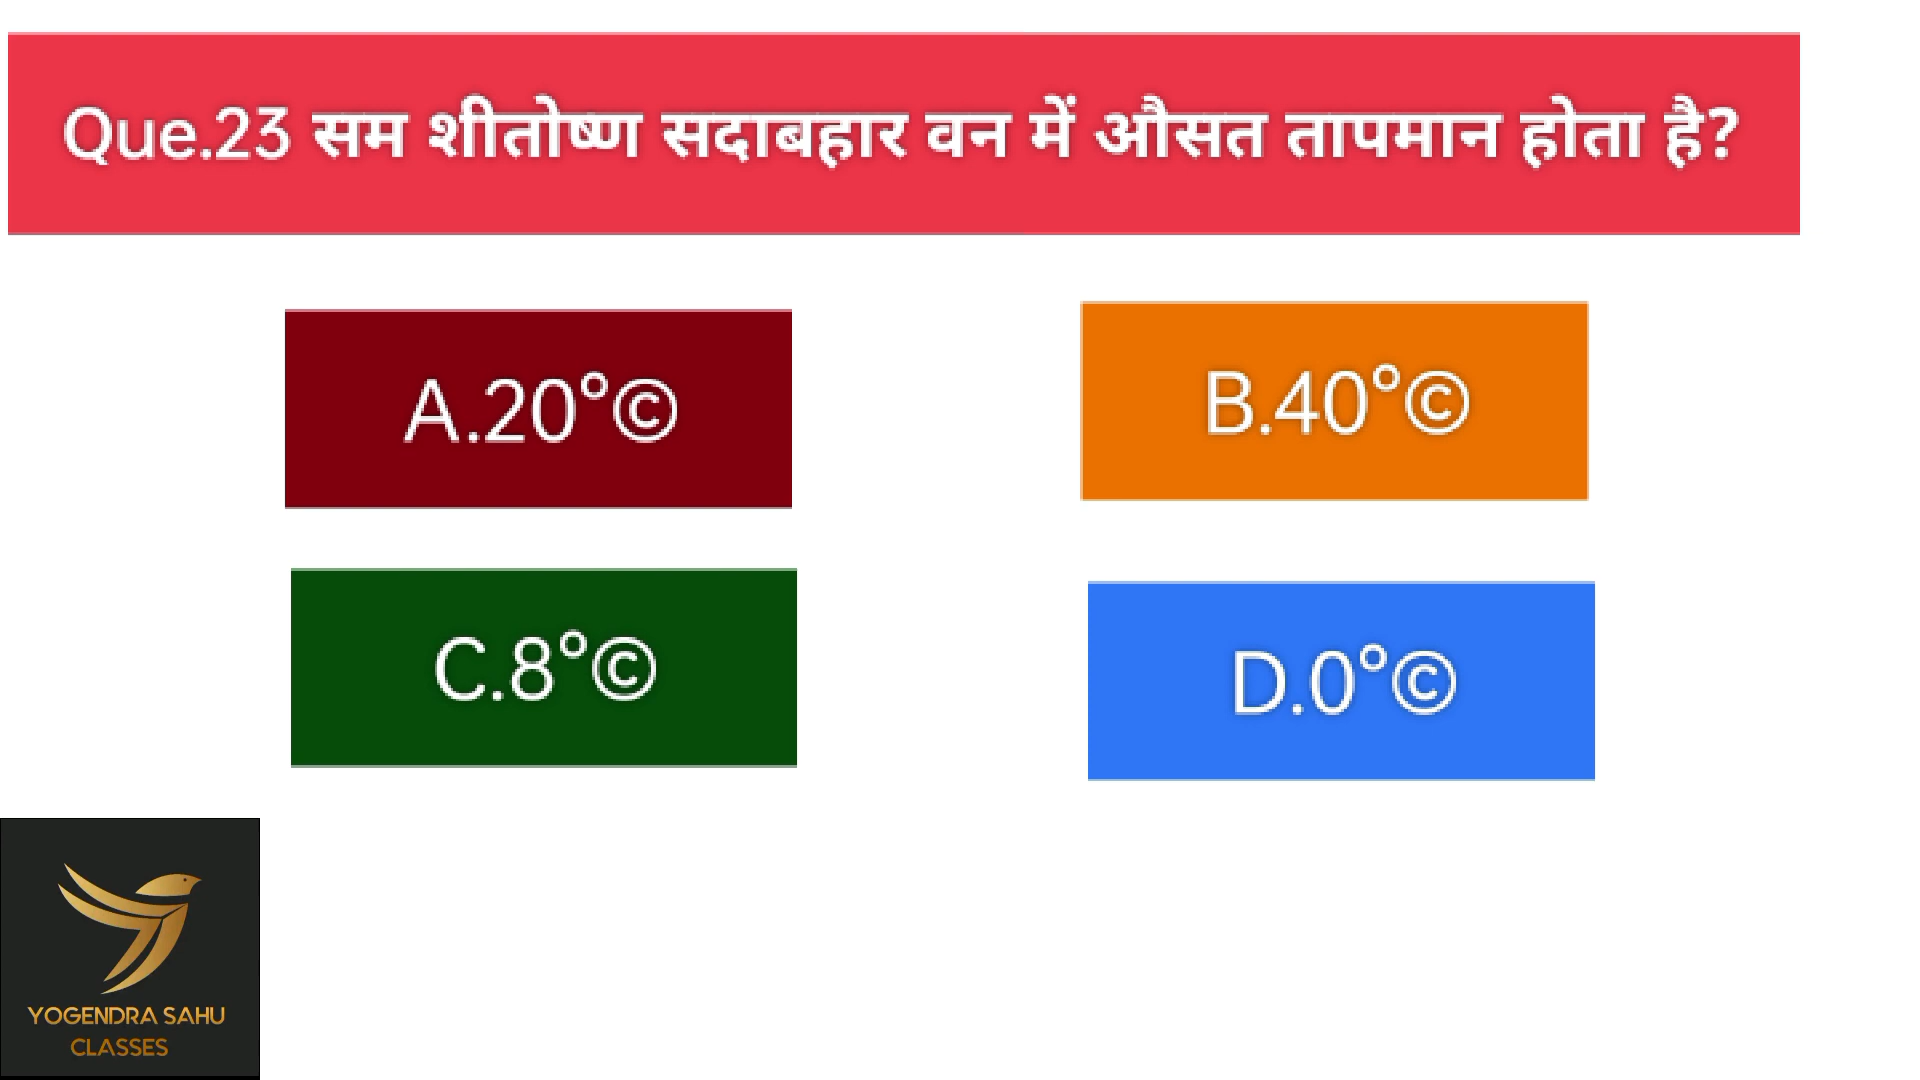 Que.23 सम शीतोष्ण सदाबहार वन में औसत तापमान होता है?
A.20°©
B.40°©
C.8°©
D.0°©
YOGENDRA SAHU
CLASSES